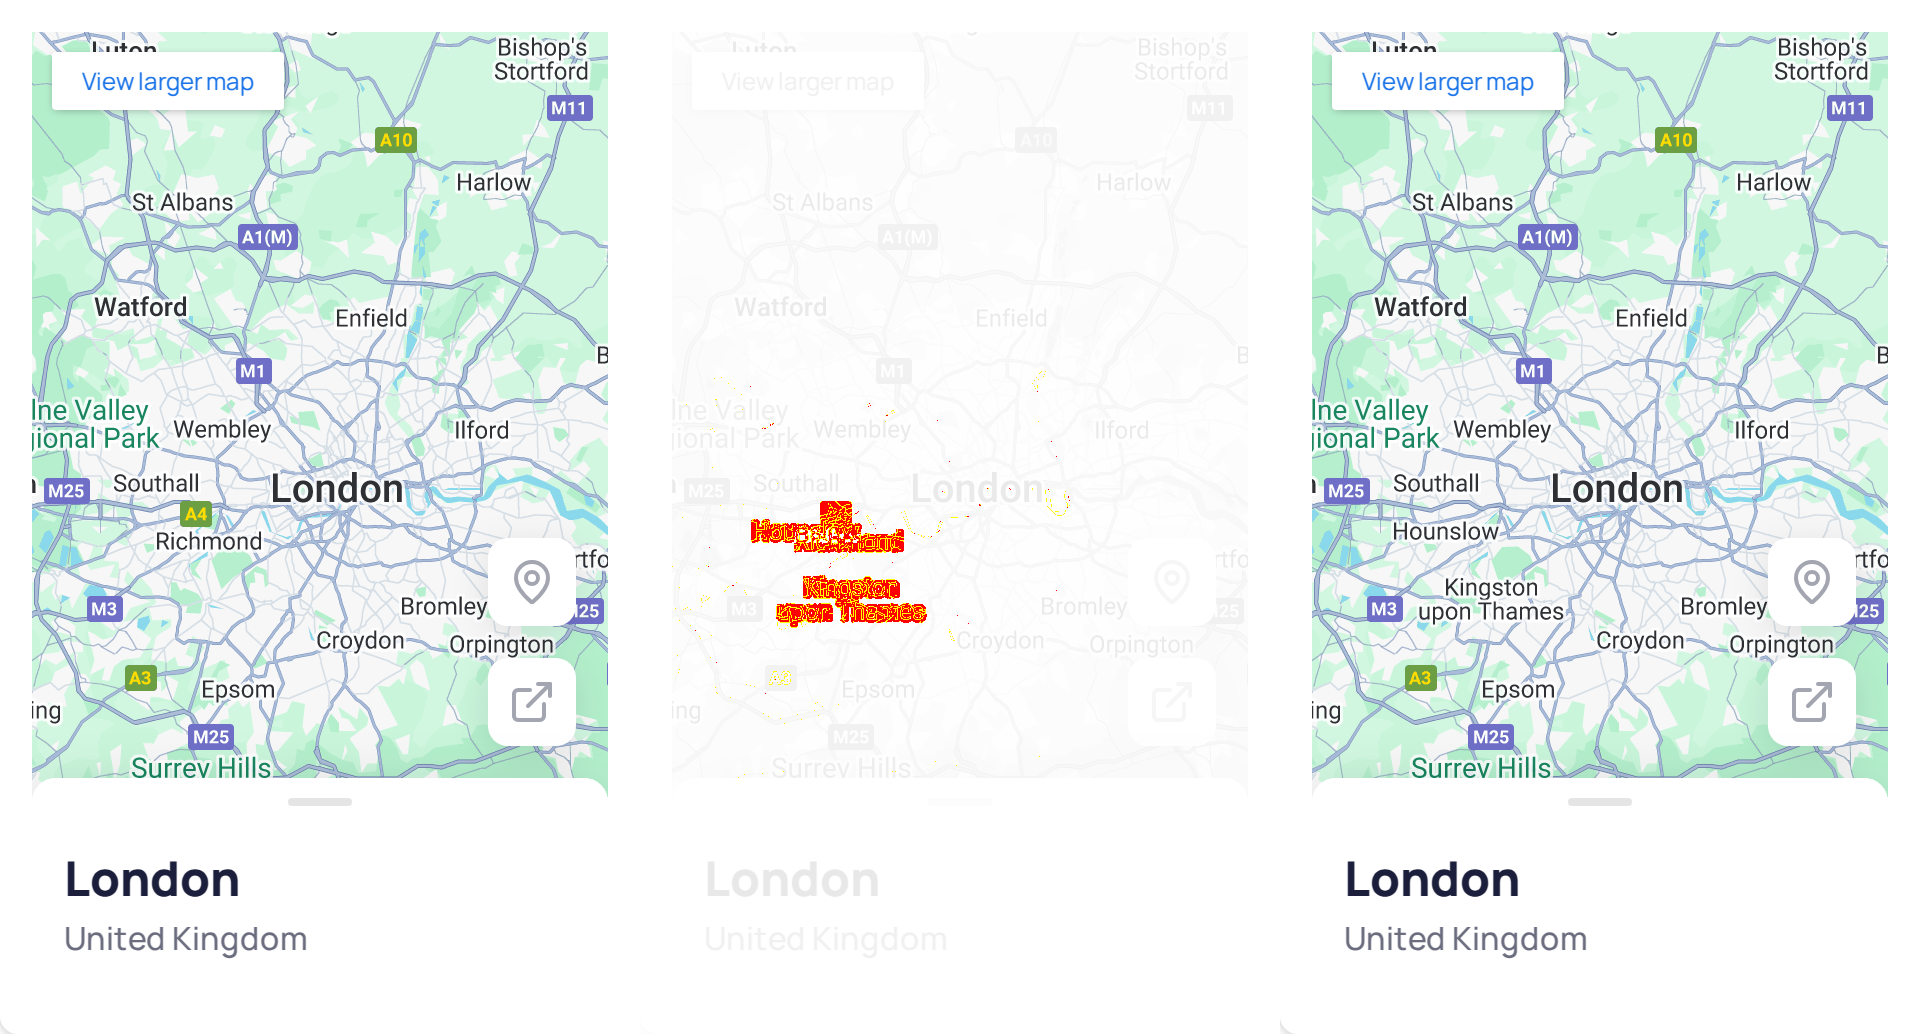 Luton
Bishop's
Stortford
View larger map
M11
A10
Harlow
St Albans
A1(M)
Watford
Enfield
B
M1
lne Valley
gional Park
Wembley
Ilford
Southall
London
M25
A4
Richmond
rtfo
M3
Bromley
M25
Croydon
Orpington
A3
Epsom
ing
M25
Surrey Hills
London
United Kingdom
Luton
Bishop's
Stortford
View larger map
M11
A10
Harlow
St Albans
A1(M)
Watford
Enfield
B
M1
lne Valley
ional Park
Wembley
Ilford
Southall
London
M25
Hounslow
Richmond
rtfo
Kingston
upon Thames
M3
Bromley
25
Croydon
Orpington
Epsom
ing
M25
Surrey Hills
London
United Kingdom
Luton
Bishop's
Stortford
View larger map
M11
A10
Harlow
St Albans
A1(M)
Watford
Enfield
B
M1
lne Valley
gional Park
Wembley
Ilford
Southall
London
M25
Hounslow
rtfo
Kingston
upon Thames
M3
Bromley
M25
Croydon
Orpington
A3
Epsom
ing
M25
Surrey Hills
London
United Kingdom